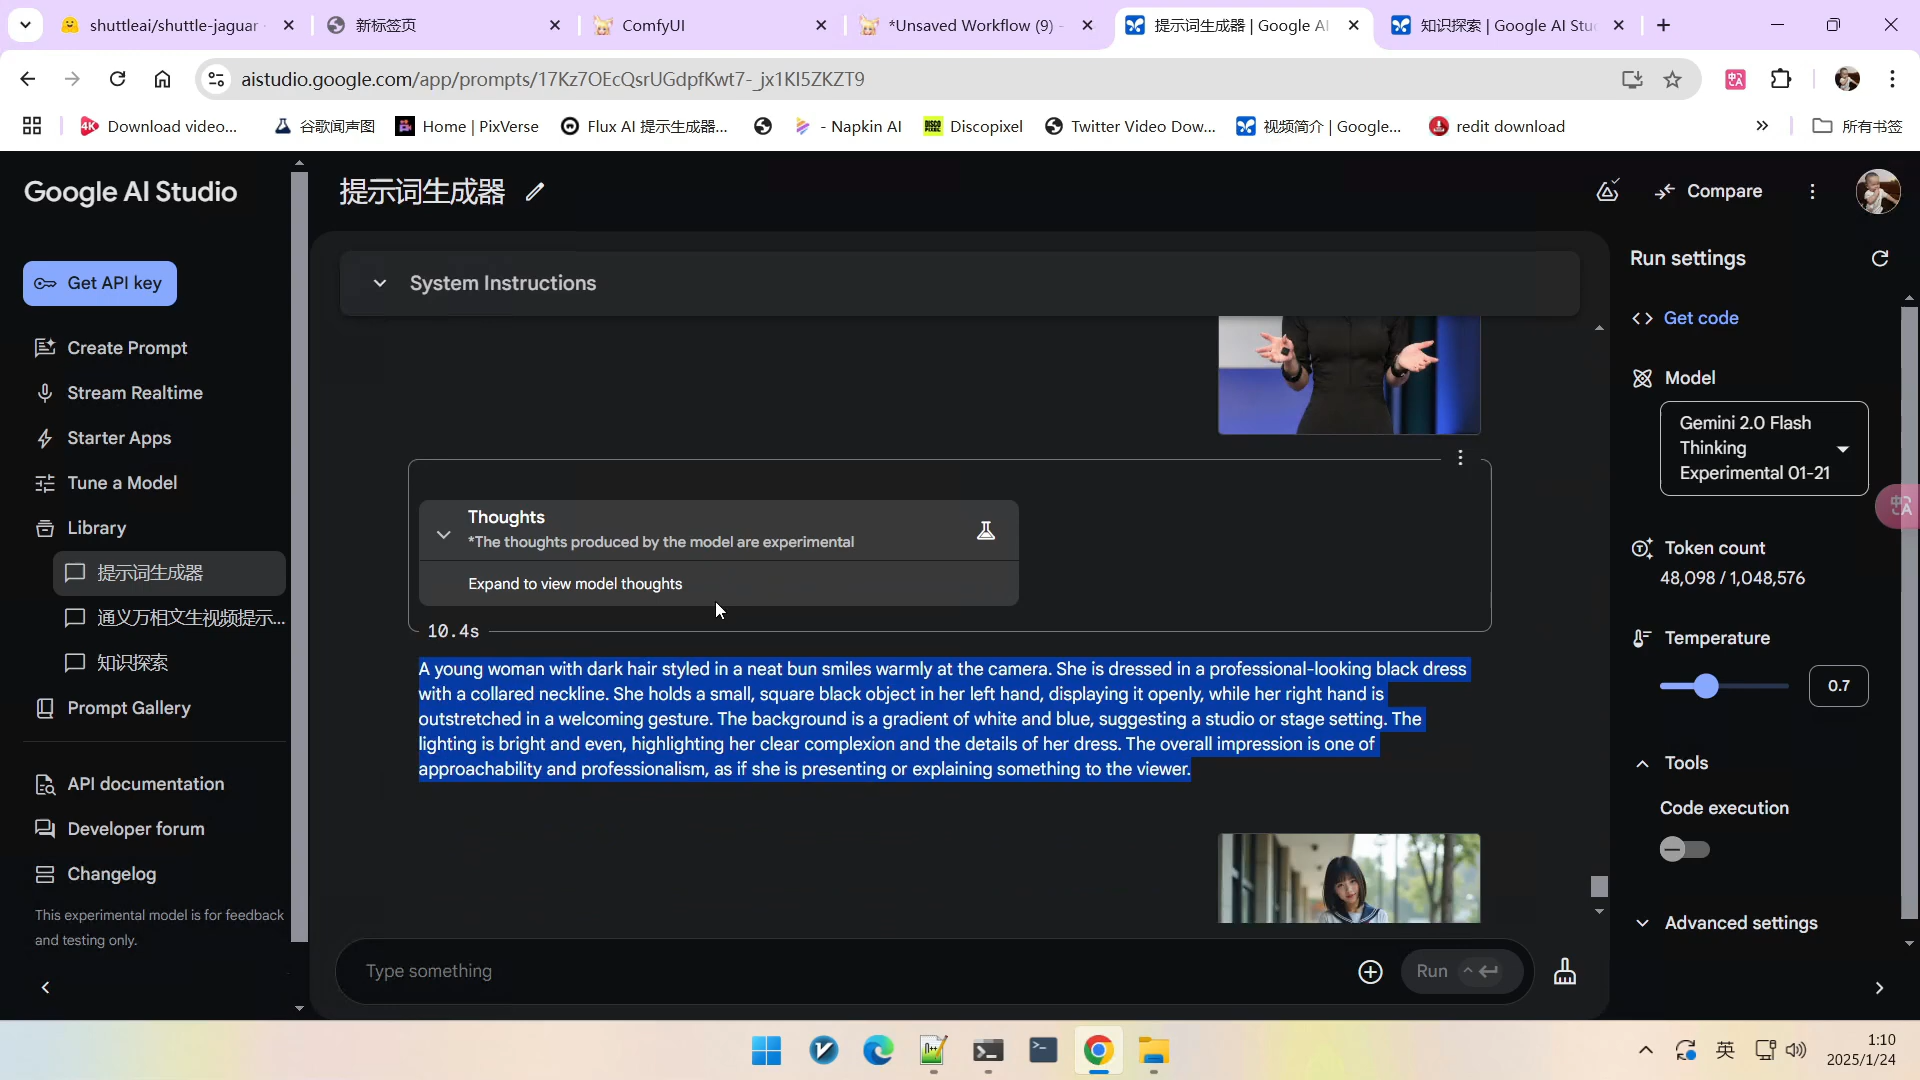 shuttleai/shuttle-jaguar
新标签页
ComfyUI
*Unsaved Workflow (9) -
提示词生成器 | Google AI
知识探索 | Google AI Stu
aistudio.google.com/app/prompts/17Kz7OEcQsrUGdpfKwt7-_jx1KI5ZKZT9
Download video...
谷歌闻声图
Home | PixVerse
Flux AI 提示生成器...
- Napkin AI
Discopixel
Twitter Video Dow...
视频简介 | Google...
redit download
所有书签
Google AI Studio
提示词生成器
Compare
Get API key
System Instructions
Run settings
Create Prompt
Get code
Stream Realtime
Model
Starter Apps
Gemini 2.0 Flash
Thinking
Experimental 01-21
Tune a Model
Library
Thoughts
*The thoughts produced by the model are experimental
Expand to view model thoughts
提示词生成器
Token count
48,098 / 1,048,576
通义万相文生视频提示...
10.4s
Temperature
知识探索
0.7
A young woman with dark hair styled in a neat bun smiles warmly at the camera. She is dressed in a professional-looking black dress
with a collared neckline. She holds a small, square black object in her left hand, displaying it openly, while her right hand is
outstretched in a welcoming gesture. The background is a gradient of white and blue, suggesting a studio or stage setting. The
lighting is bright and even, highlighting her clear complexion and the details of her dress. The overall impression is one of
approachability and professionalism, as if she is presenting or explaining something to the viewer.
Prompt Gallery
Tools
API documentation
Code execution
Developer forum
Changelog
This experimental model is for feedback
and testing only.
Advanced settings
Type something
Run
英
1:10
2025/1/24